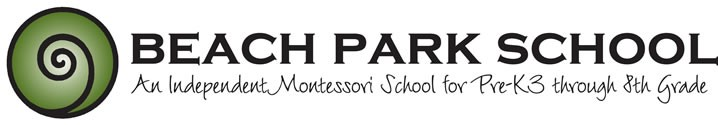 BEACH PARK SCHOOL
An Independent Montessori School for Pre-K3 through 8th Grade